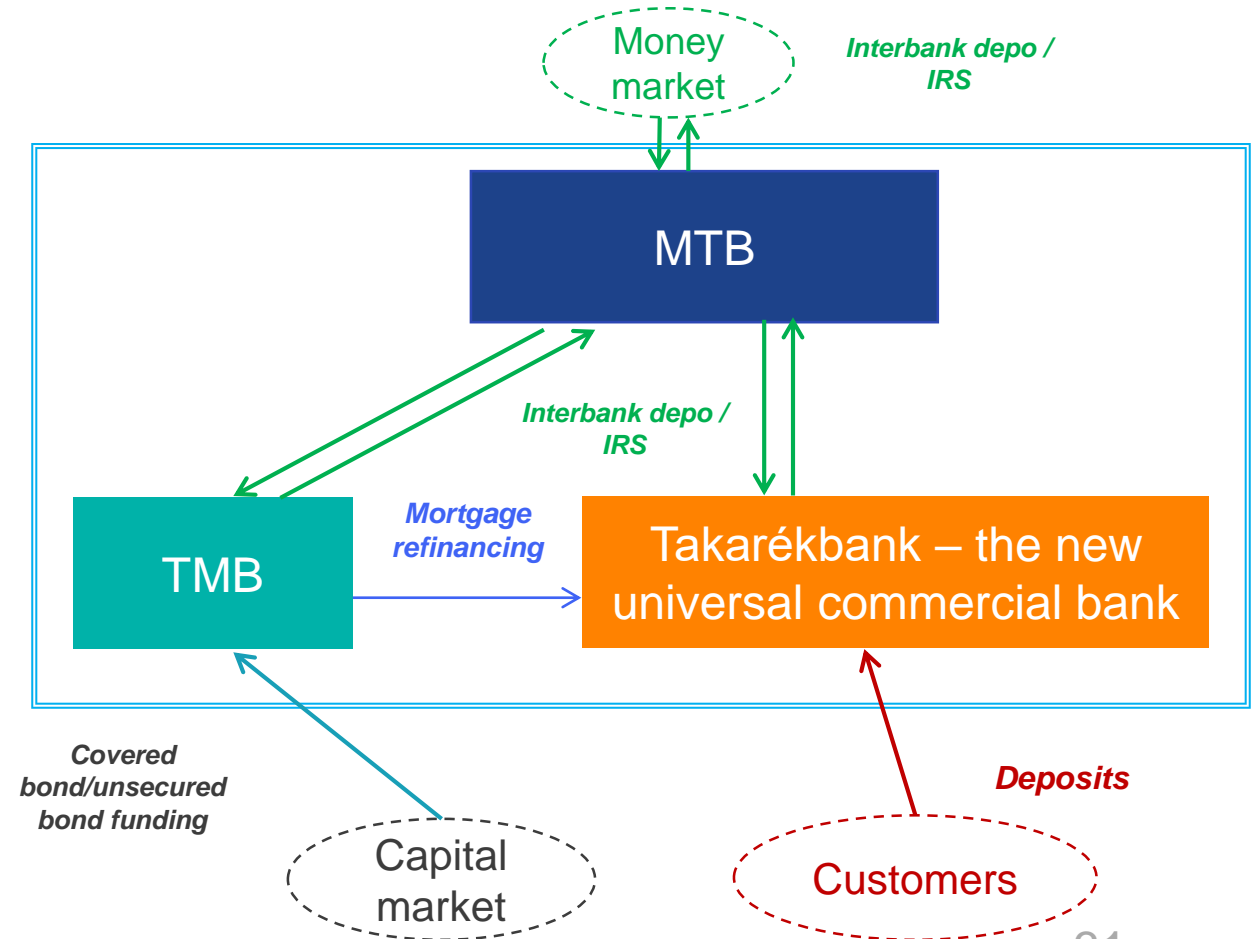 Money
market
Interbank depo /
IRS
MTB
Interbank depo /
IRS
Mortgage
refinancing
TMB
Takarékbank – the new
universal commercial bank
Covered
bond/unsecured
bond funding
Deposits
Capital
market
Customers